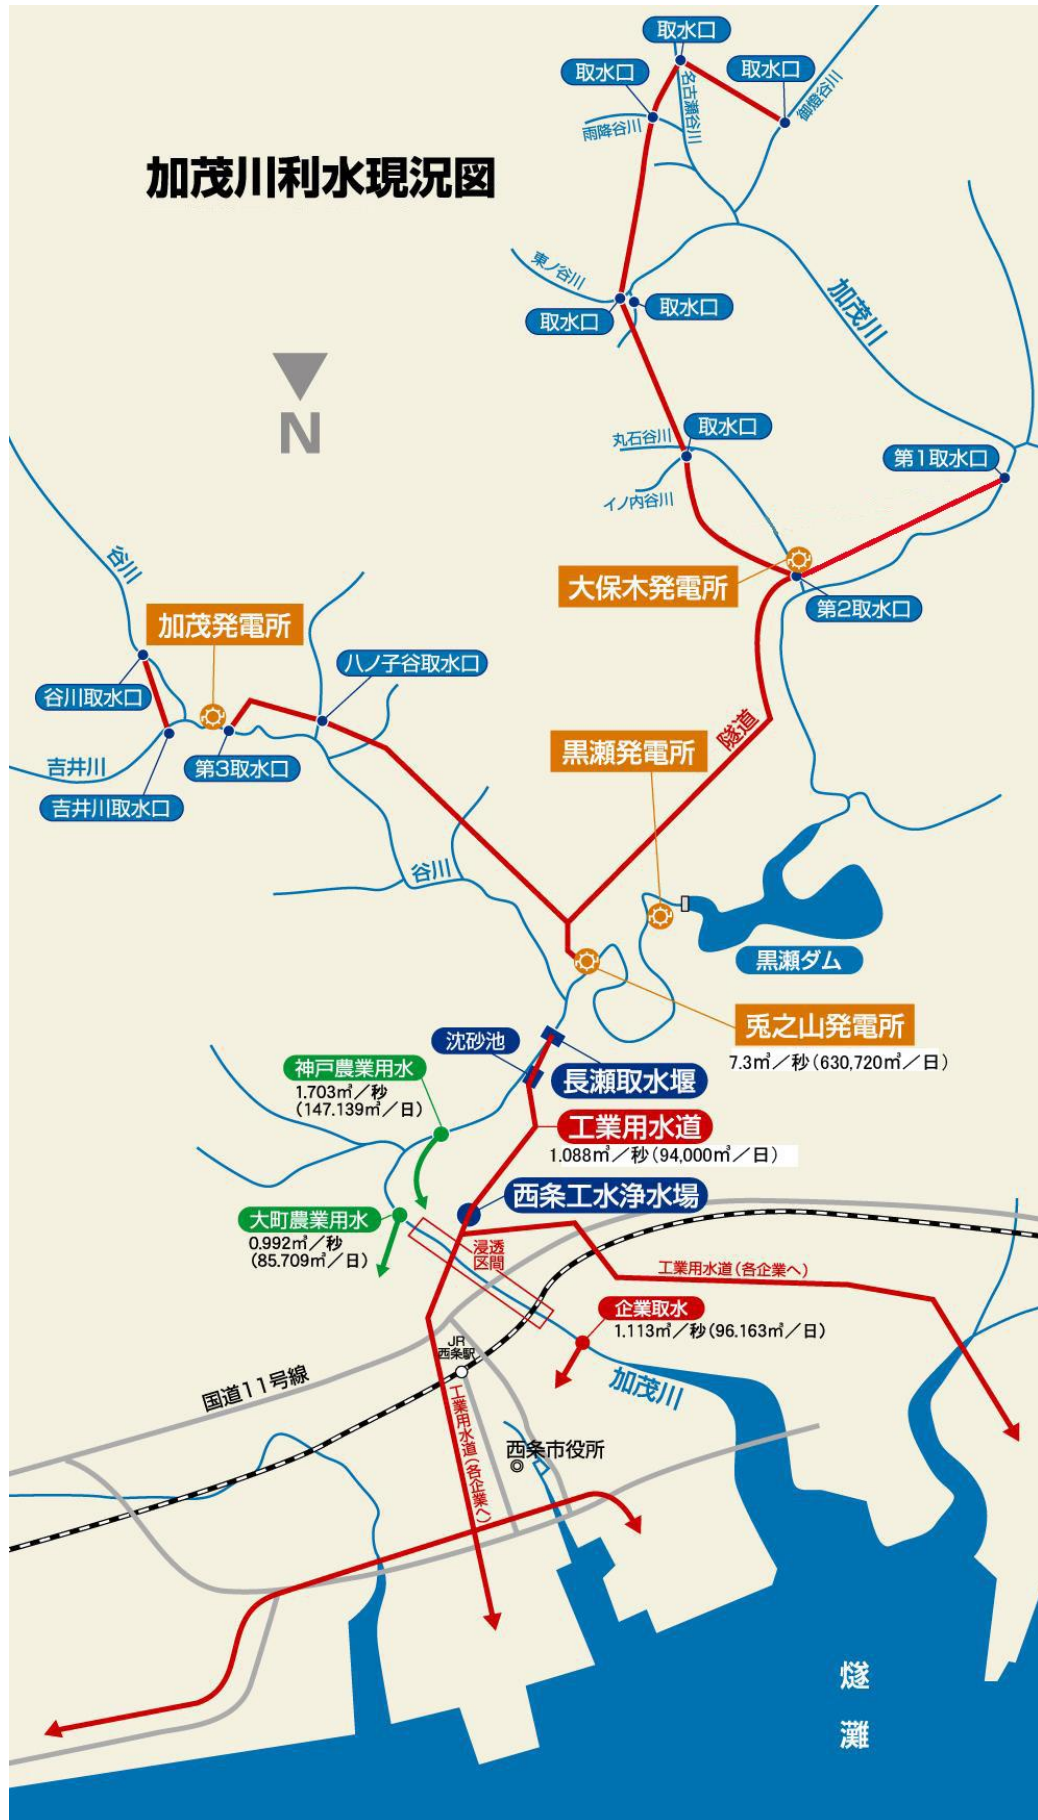 取水口
取水口
取水口
名古瀬谷川
御燈谷川
雨降谷川
加茂川利水現況図
東ノ谷川
加茂川
取水口
取水口
N
丸石谷川
取水口
第1取水口
イノ内谷川
谷川
大保木発電所
第2取水口
加茂発電所
八ノ子谷取水口
谷川取水口
隧道
黒瀬発電所
吉井川
第3取水口
吉井川取水口
谷川
黒瀬ダム
兎之山発電所
7.3㎥/秒(630,720㎥/日)
沈砂池
神戸農業用水
1.703㎥/秒
(147.139㎥/日)
長瀬取水堰
工業用水道
1.088㎥/秒(94,000㎥/日)
西条工水浄水場
大町農業用水
0.992㎥/秒
(85.709㎥/日)
浸透
区間
工業用水道(各企業へ)
企業取水
1.113㎥/秒(96.163㎥/日)
JR
西条駅
国道11号線
加茂川
工業用水道(各企業へ)
西条市役所
燧
灘